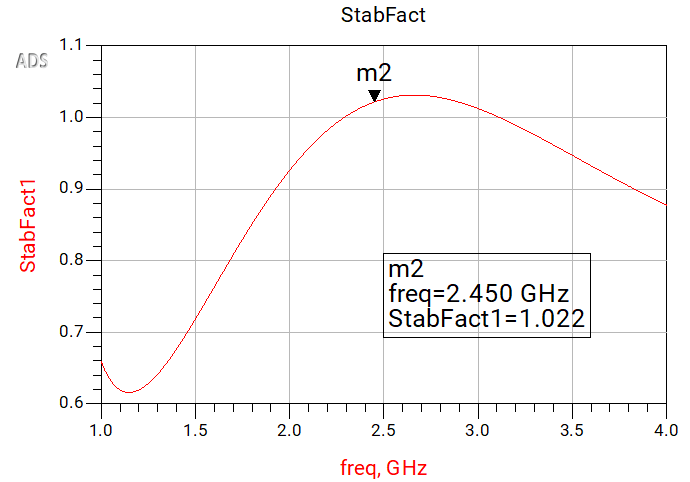 StabFact
ADS
1.1
1.0
0.9
0.8
0.7
0.6
StabFact1
m2
m2
freq=2.450 GHz
StabFact1=1.022
1.0 1.5 2.0 2.5 3.0 3.5 4.0
freq, GHz